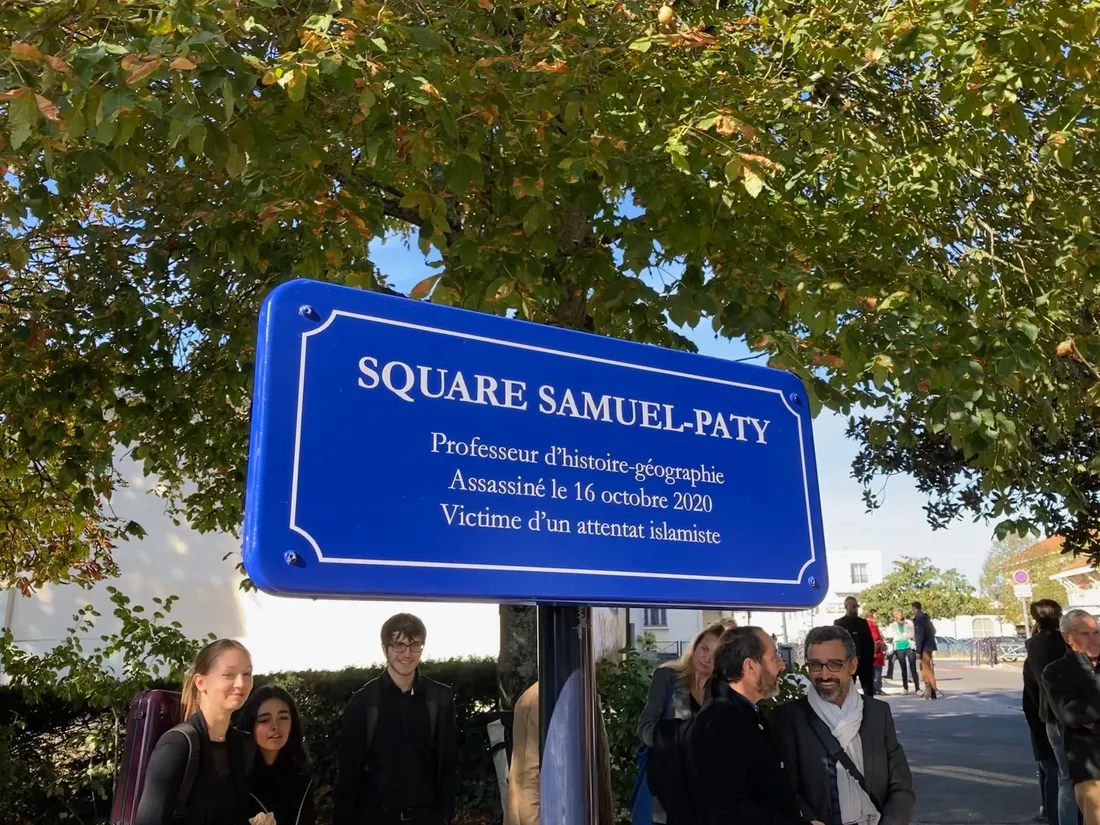 SQUARE SAMUEL-PATY
Professeur d'histoire-géographie
Assassiné le 16 octobre 2020
Victime d'un attentat islamiste